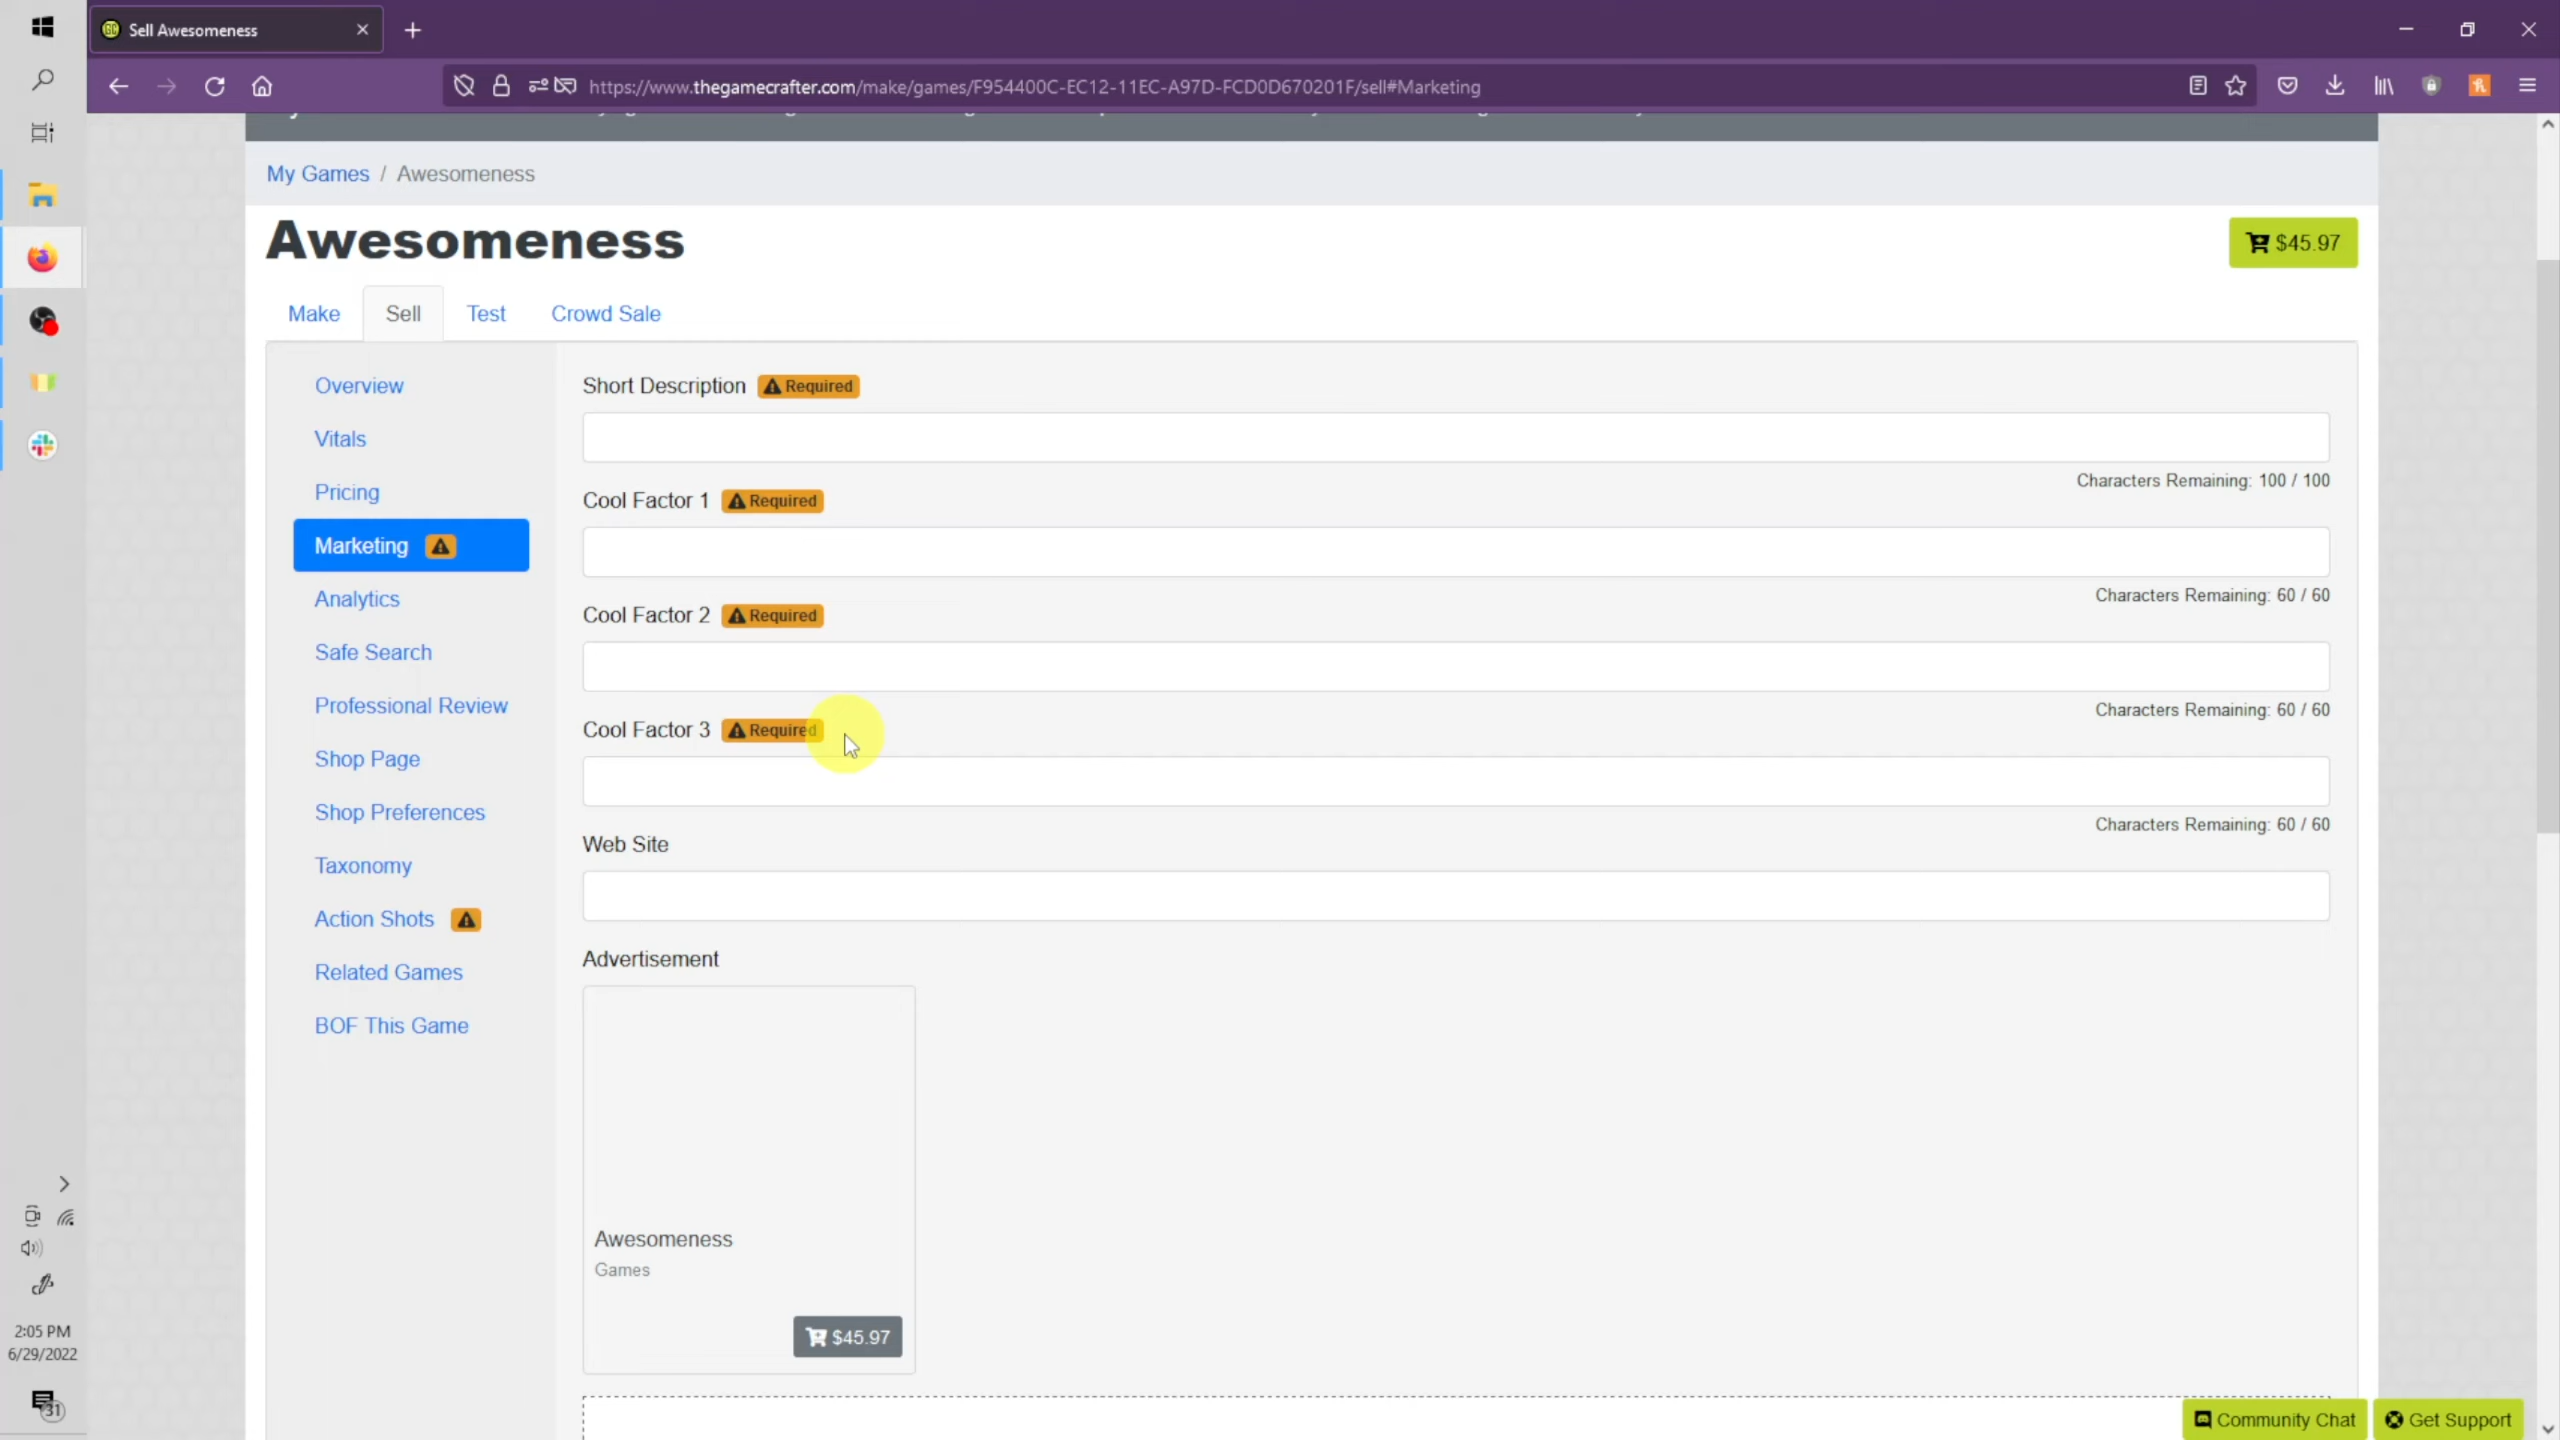 Sell Awesomeness
https://www.thegamecrafter.com/make/games/F954400C-EC12-11EC-A97D-FCD0D670201F/sell#Marketing
My Games / Awesomeness
Awesomeness
$45.97
Make Sell Test Crowd Sale
Overview
Vitals
Pricing
Marketing
Analytics
Safe Search
Professional Review
Shop Page
Shop Preferences
Taxonomy
Action Shots
Related Games
BOF This Game
Short Description Required
Characters Remaining: 100 / 100
Cool Factor 1 Required
Characters Remaining: 60 / 60
Cool Factor 2 Required
Characters Remaining: 60 / 60
Cool Factor 3 Required
Characters Remaining: 60 / 60
Web Site
Advertisement
Awesomeness
Games
$45.97
Community Chat
Get Support
2:05 PM
6/29/2022
31